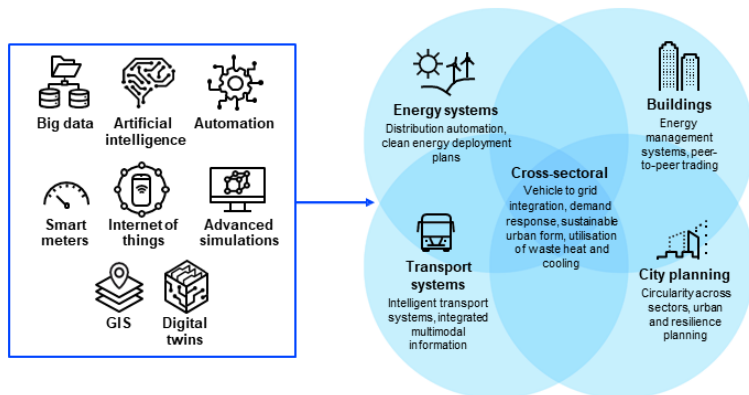 Big data
Artificial
intelligence
Automation
Smart
meters
Internet of
things
Advanced
simulations
GIS
Digital
twins
Energy systems
Distribution automation,
clean energy deployment
plans
Buildings
Energy
management
systems, peer-
to-peer trading
Cross-sectoral
Vehicle to grid
integration, demand
response, sustainable
urban form, utilisation
of waste heat and
cooling
Transport
systems
Intelligent transport
systems, integrated
multimodal
information
City planning
Circularity across
sectors, urban
and resilience
planning